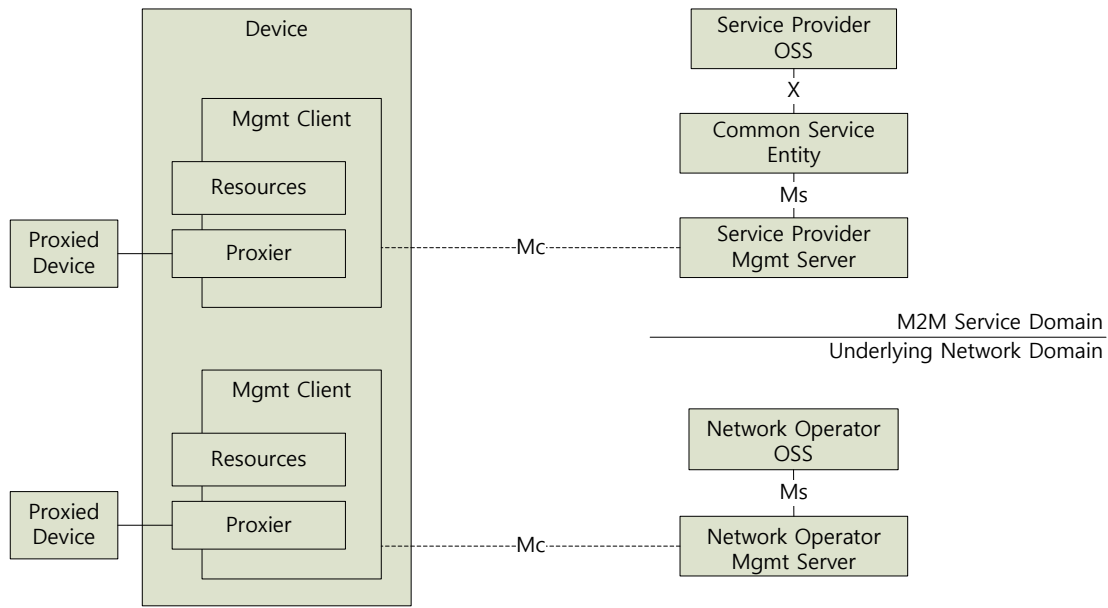 Device
Mgmt Client
Resources
Proxier
Proxied
Device
Mc
Service Provider
OSS
X
Common Service
Entity
Ms
Service Provider
Mgmt Server
M2M Service Domain
Underlying Network Domain
Mgmt Client
Resources
Proxier
Proxied
Device
Mc
Network Operator
OSS
Ms
Network Operator
Mgmt Server